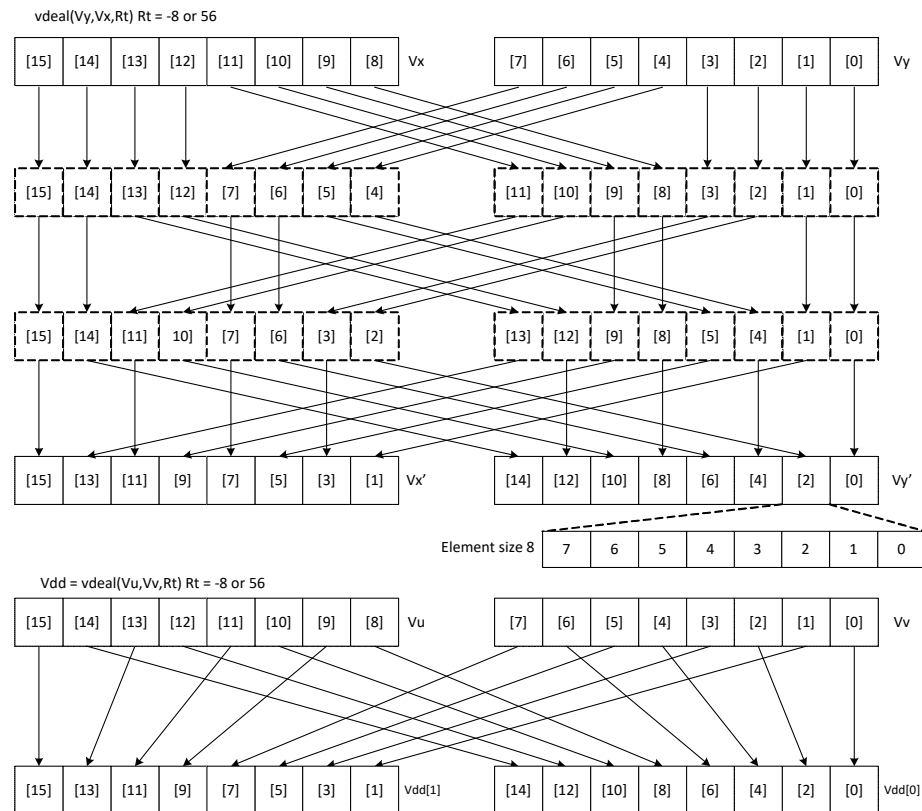 vdeal(Vy,Vx,Rt) Rt = -8 or 56
[15] [14] [13] [12] [11] [10] [9] [8] Vx [7] [6] [5] [4] [3] [2] [1] [0] Vy
[15] [14] [13] [12] [7] [6] [5] [4] [11] [10] [9] [8] [3] [2] [1] [0]
[15] [14] [11] 10] [7] [6] [3] [2] [13] [12] [9] [8] [5] [4] [1] [0]
[15] [13] [11] [9] [7] [5] [3] [1] Vx' [14] [12] [10] [8] [6] [4] [2] [0] Vy'
Element size 8 7 6 5 4 3 2 1 0
Vdd = vdeal(Vu,Vv,Rt) Rt = -8 or 56
[15] [14] [13] [12] [11] [10] [9] [8] Vu [7] [6] [5] [4] [3] [2] [1] [0] Vv
[15] [13] [11] [9] [7] [5] [3] [1] Vdd[1] [14] [12] [10] [8] [6] [4] [2] [0] Vdd[0]